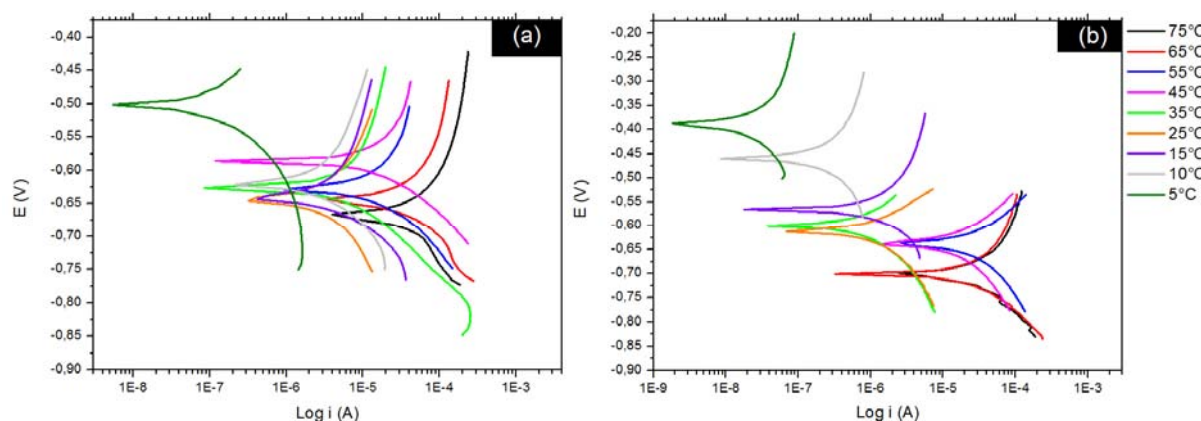 (a)
-0,40
-0,45
-0,50
-0,55
-0,60
-0,65
-0,70
-0,75
-0,80
-0,85
-0,90
E (V)
1E-8 1E-7 1E-6 1E-5 1E-4 1E-3
Log i (A)
(b)
-0,20
-0,25
-0,30
-0,35
-0,40
-0,45
-0,50
-0,55
-0,60
-0,65
-0,70
-0,75
-0,80
-0,85
-0,90
E (V)
1E-9 1E-8 1E-7 1E-6 1E-5 1E-4 1E-3
Log i (A)
75°C
65°C
55°C
45°C
35°C
25°C
15°C
10°C
5°C